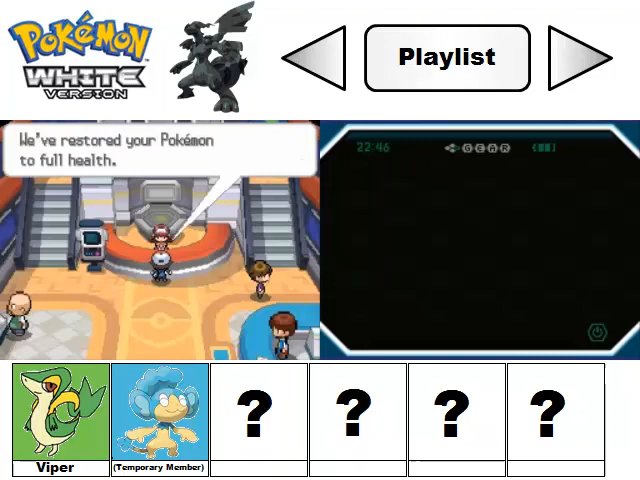 POKéMON
WHITE
VERSION
Playlist
We've restored your Pokémon
to full health.
22:46
GEAR
?
?
?
?
Viper
(Temporary Member)